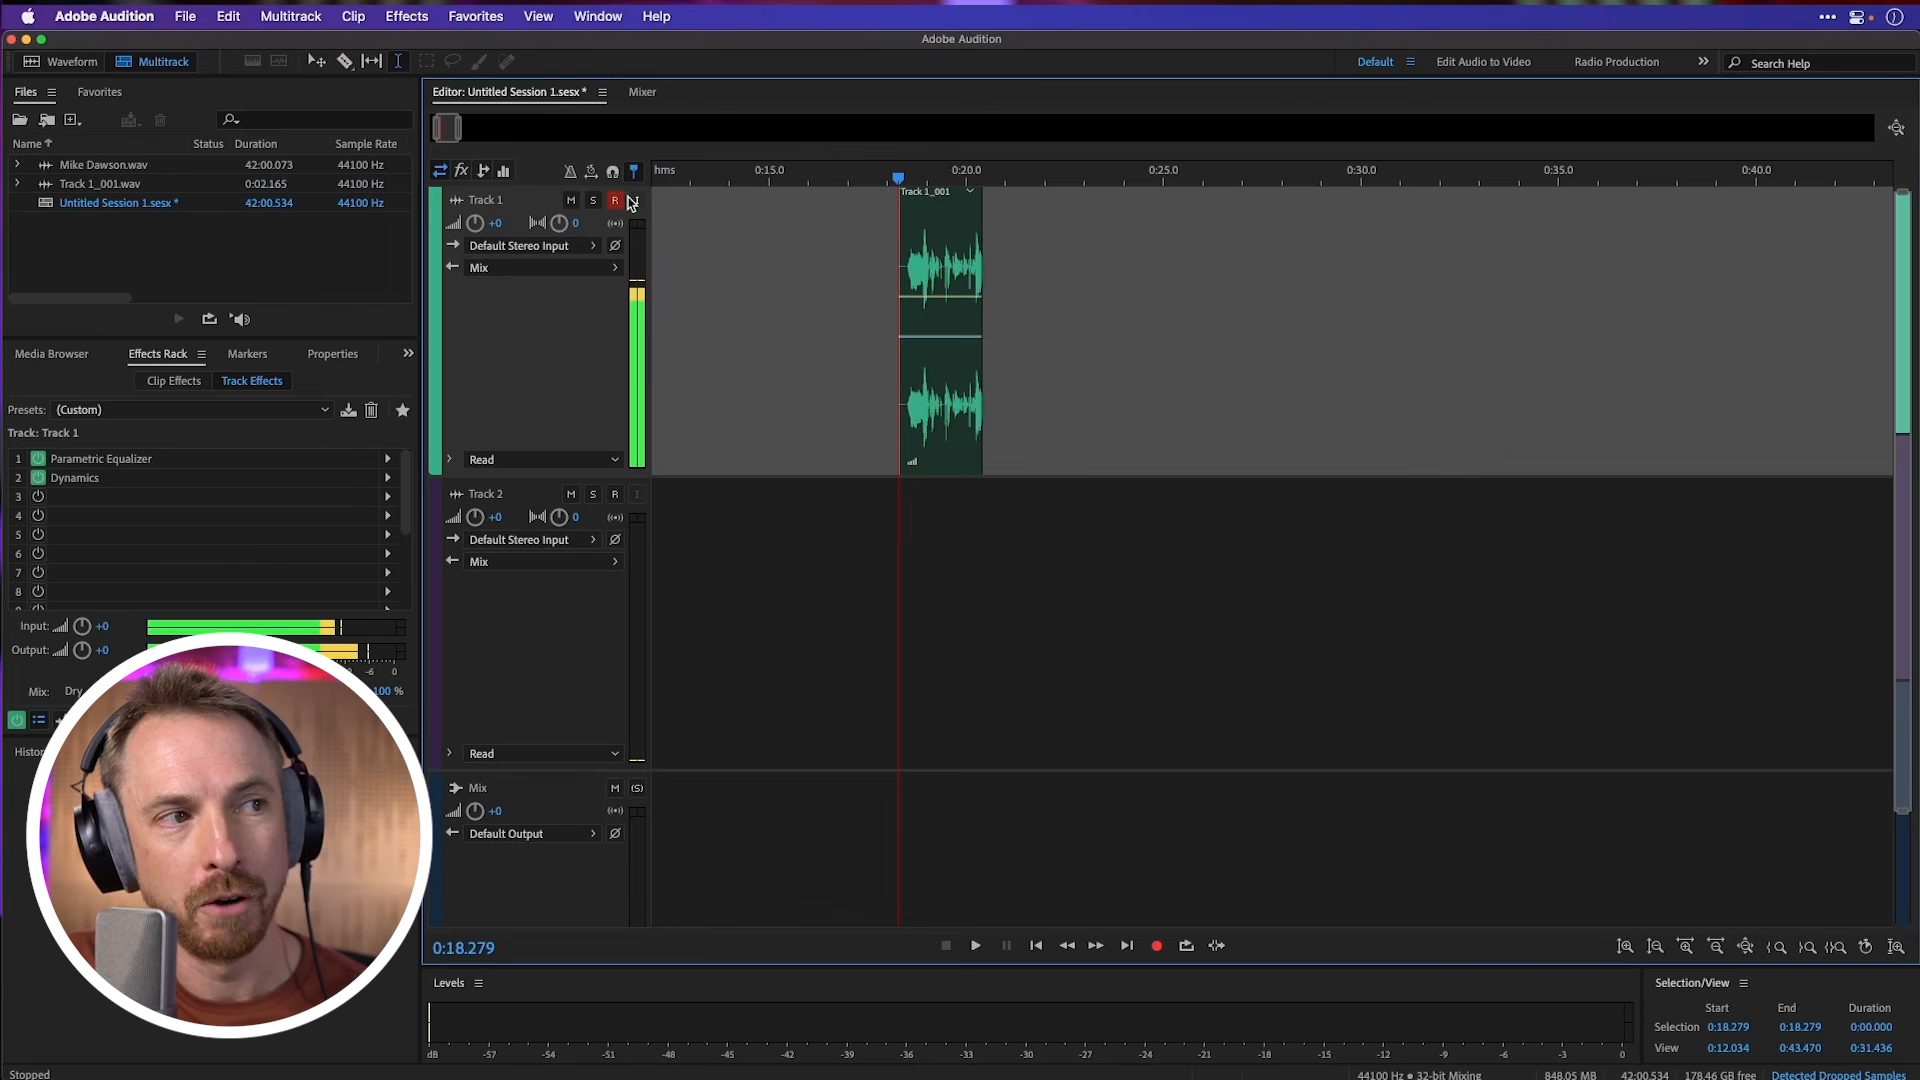 Adobe Audition File Edit Multitrack Clip Effects Favorites View Window Help
Adobe Audition
Waveform Multitrack Default Edit Audio to Video Radio Production Search Help
Files Favorites Editor: Untitled Session 1.sesx * Mixer
Name Status Duration Sample Rate
Mike Dawson.wav 42:00.073 44100 Hz
Track 1_001.wav 0:02.165 44100 Hz
Untitled Session 1.sesx * 42:00.534 44100 Hz
hms 0:15.0 0:20.0 0:25.0 0:30.0 0:35.0 0:40.0
Track 1_001
Track 1 M S R
+0 0
Default Stereo Input
Mix
Read
Media Browser Effects Rack Markers Properties
Clip Effects Track Effects
Presets: (Custom)
Track: Track 1
1 Parametric Equalizer
2 Dynamics
3
4
5
6
7
8
Input: +0
Output: +0
-6 0
Mix: Dry 100 %
Track 2 M S R I
+0 0
Default Stereo Input
Mix
Read
Mix M (S)
+0
Default Output
0:18.279
Levels
dB -57 -54 -51 -48 -45 -42 -39 -36 -33 -30 -27 -24 -21 -18 -15 -12 -9 -6 -3 0
Selection/View
Start End Duration
Selection 0:18.279 0:18.279 0:00.000
View 0:12.034 0:43.470 0:31.436
Stopped 44100 Hz • 32-bit Mixing 848.05 MB 42:00.534 178.46 GB free Detected Dropped Samples